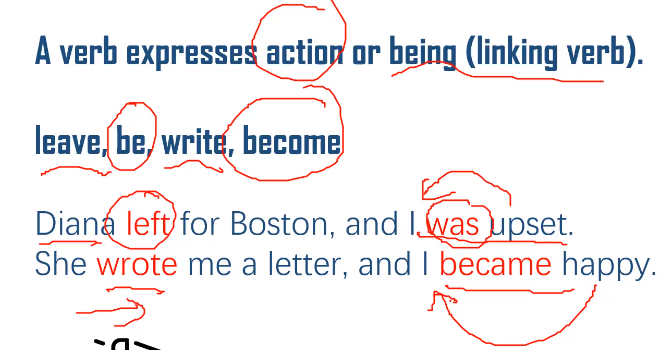 A verb expresses action or being (linking verb).
leave, be, write, become
Diana left for Boston, and I was upset.
She wrote me a letter, and I became happy.